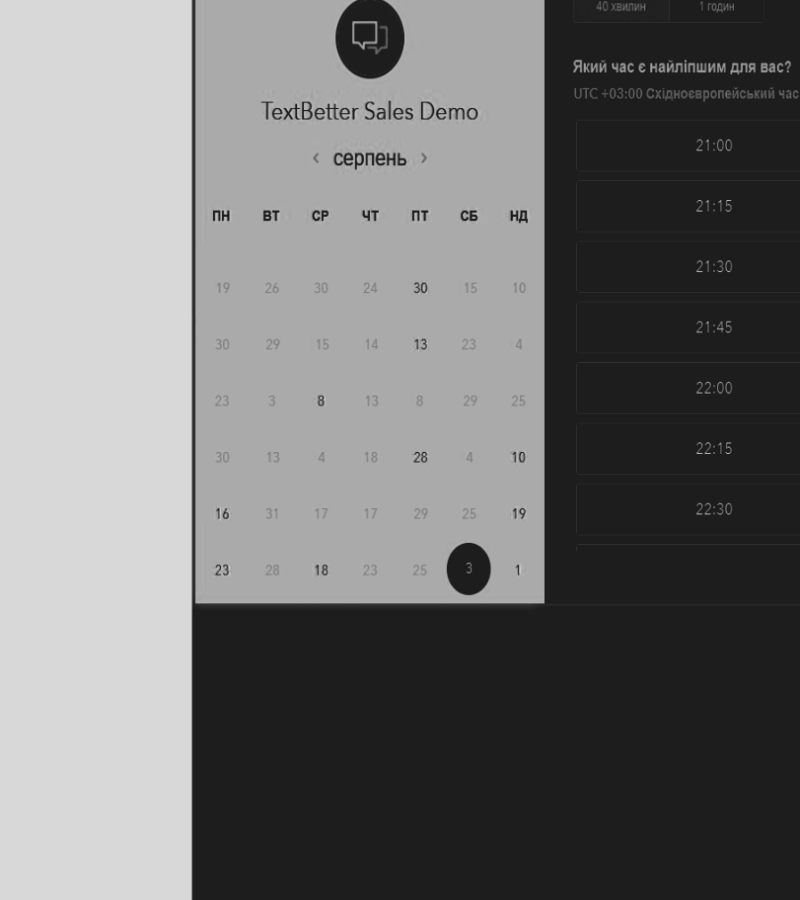 40 хвилин 1 годин
TextBetter Sales Demo
‹ серпень ›
ПН ВТ СР ЧТ ПТ СБ НД
19 26 30 24 30 15 10
30 29 15 14 13 23 4
23 3 8 13 8 29 25
30 13 4 18 28 4 10
16 31 17 17 29 25 19
23 28 18 23 25 3 1
Який час є найліпшим для вас?
UTC +03:00 Східноєвропейський час
21:00
21:15
21:30
21:45
22:00
22:15
22:30